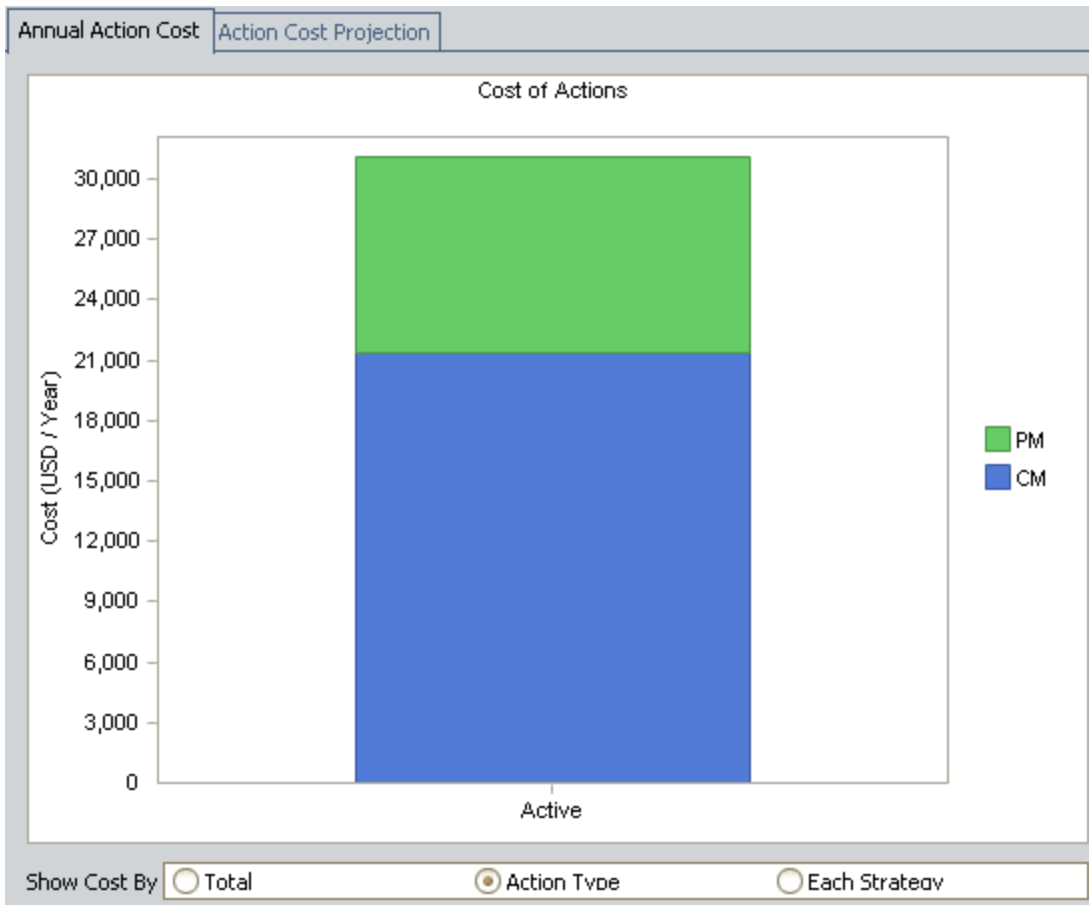 Annual Action Cost Action Cost Projection
Cost of Actions
30,000
27,000
24,000
21,000
18,000
15,000
12,000
9,000
6,000
3,000
0
Cost (USD / Year)
Active
PM
CM
Show Cost By Total Action Type Each Strategy